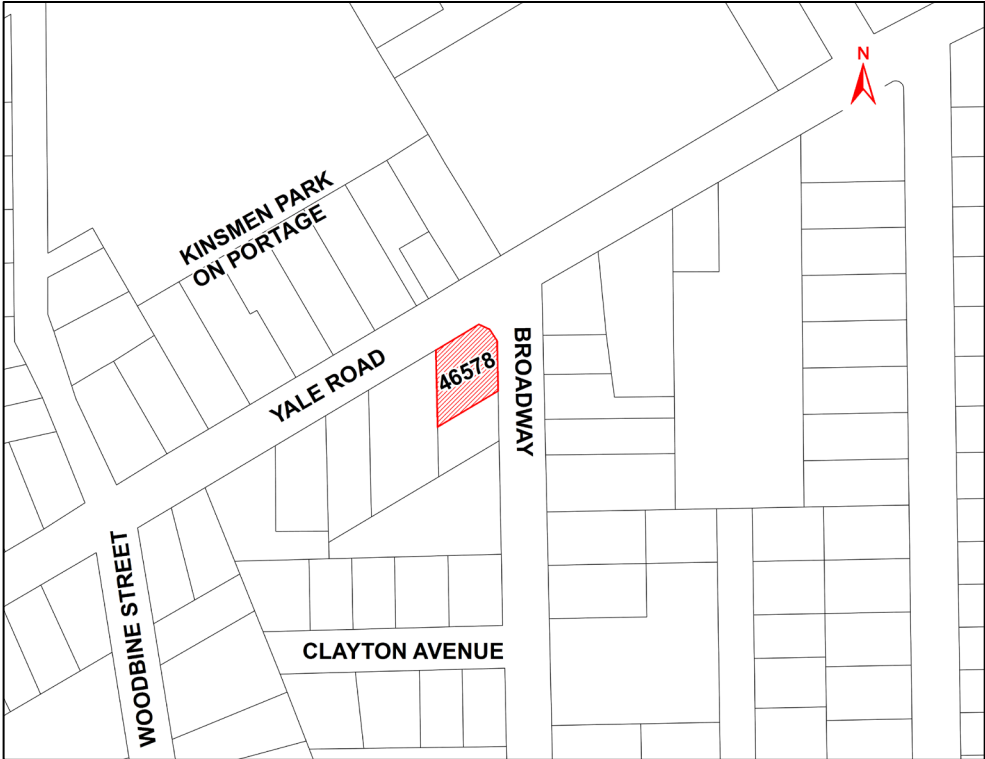 N
KINSMEN PARK
ON PORTAGE
YALE ROAD
46578
BROADWAY
WOODBINE STREET
CLAYTON AVENUE